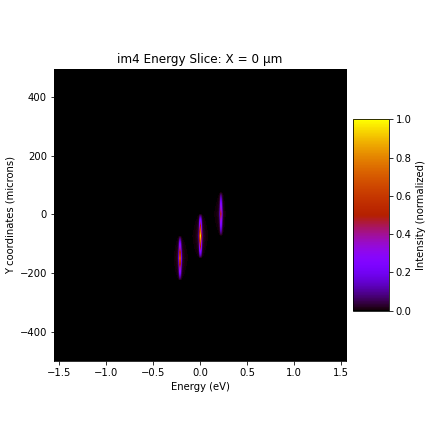 im4 Energy Slice: X = 0 μm
400
200
0
−200
−400
Y coordinates (microns)
−1.5 −1.0 −0.5 0.0 0.5 1.0 1.5
Energy (eV)
1.0
0.8
0.6
0.4
0.2
0.0
Intensity (normalized)